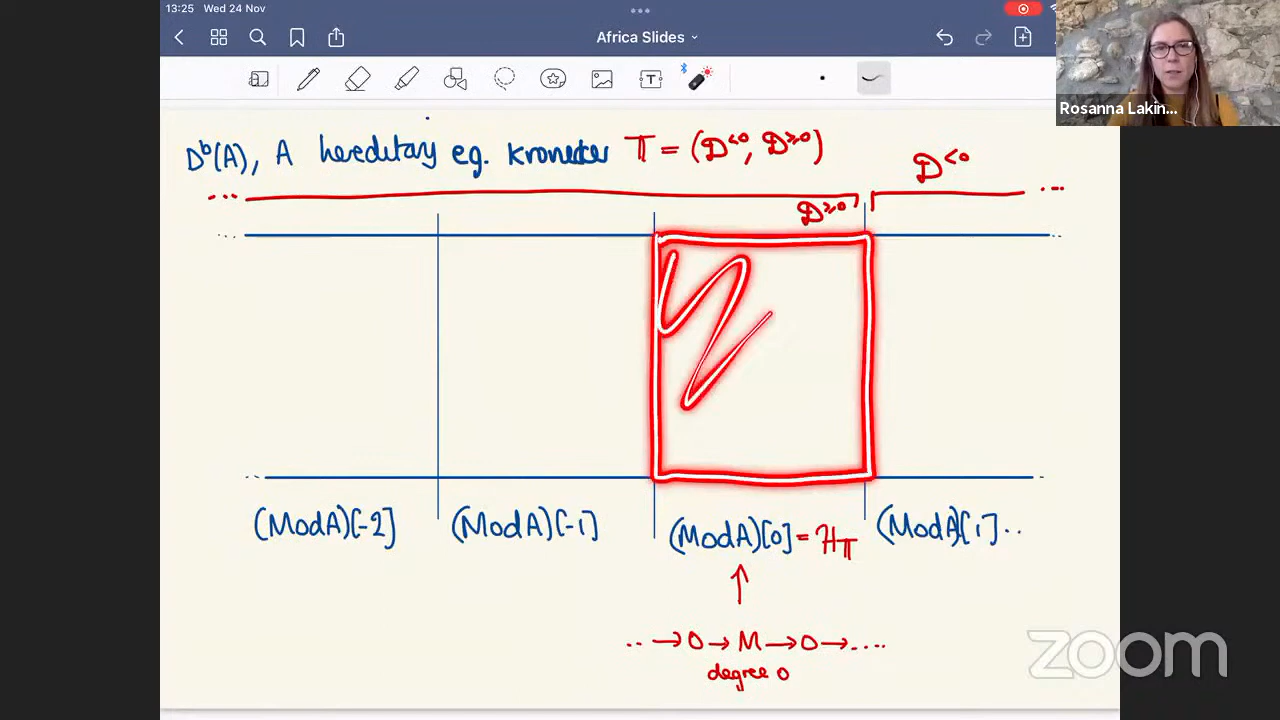 13:25 Wed 24 Nov
Africa Slides
T
Rosanna Lakin...
Dᵇ(A), A hereditary eg. Kronecker 𝕋 = (𝒟^{<0}, 𝒟^{≥0})
𝒟^{<0}
... ...
𝒟^{≥0}
(ModA)[-2] (ModA)[-1] (ModA)[0] = ℋ_𝕋 (ModA)[1] ..
↑
.. → 0 → M → 0 → ....
degree 0
zoom